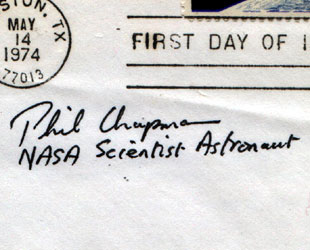 STON, TX
MAY
14
1974
77013
FIRST DAY OF I
Phil Chapman
NASA Scientist Astronaut